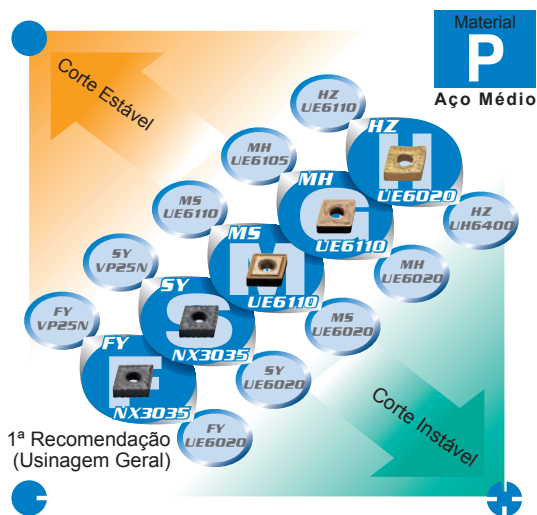 Material
P
Aço Médio
Corte Estável
HZ
UE6110
HZ
H
UE6020
MH
UE6105
MH
G
UE6110
HZ
UH6400
MS
UE6110
MS
M
UE6110
MH
UE6020
SY
VP25N
SY
S
NX3035
MS
UE6020
FY
VP25N
FY
F
NX3035
SY
UE6020
FY
UE6020
Corte Instável
1ª Recomendação
(Usinagem Geral)